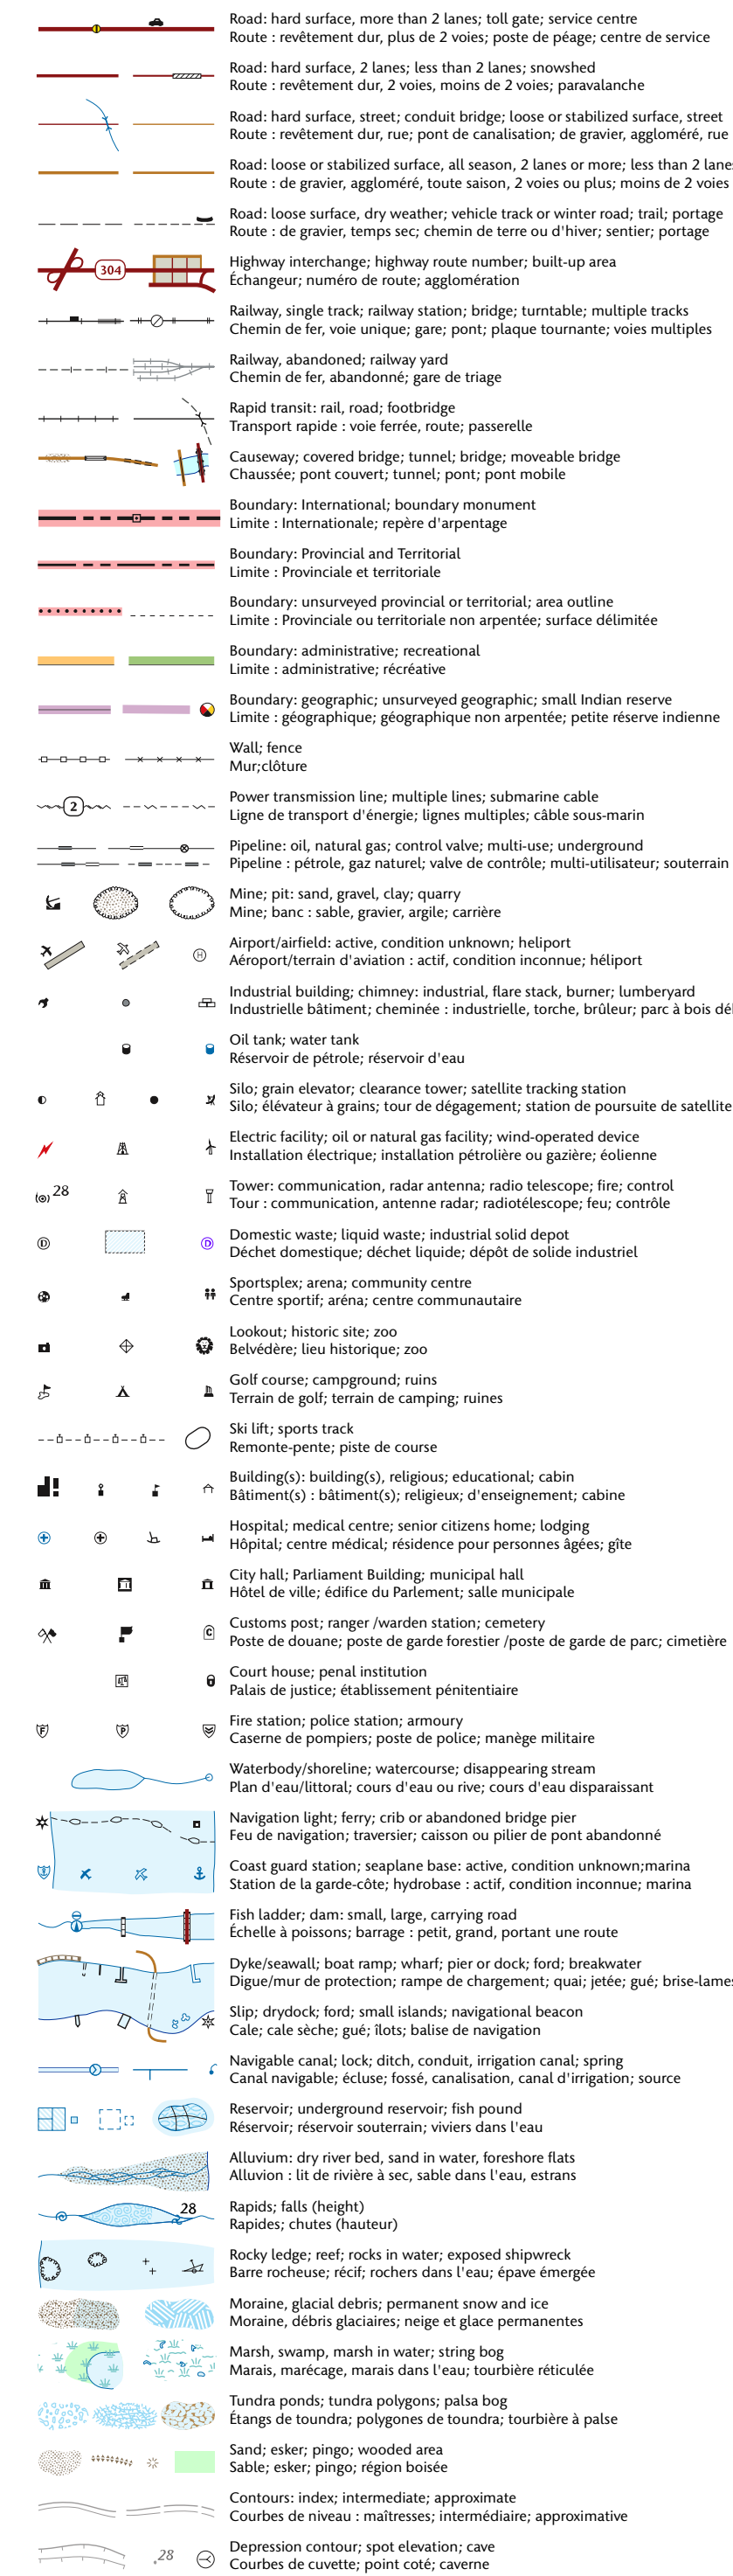 Road: hard surface, more than 2 lanes; toll gate; service centre
Route : revêtement dur, plus de 2 voies; poste de péage; centre de service
Road: hard surface, 2 lanes; less than 2 lanes; snowshed
Route : revêtement dur, 2 voies, moins de 2 voies; paravalanche
Road: hard surface, street; conduit bridge; loose or stabilized surface, street
Route : revêtement dur, rue; pont de canalisation; de gravier, aggloméré, rue
Road: loose or stabilized surface, all season, 2 lanes or more; less than 2 lanes
Route : de gravier, aggloméré, toute saison, 2 voies ou plus; moins de 2 voies
Road: loose surface, dry weather; vehicle track or winter road; trail; portage
Route : de gravier, temps sec; chemin de terre ou d'hiver; sentier; portage
304
Highway interchange; highway route number; built-up area
Échangeur; numéro de route; agglomération
Railway, single track; railway station; bridge; turntable; multiple tracks
Chemin de fer, voie unique; gare; pont; plaque tournante; voies multiples
Railway, abandoned; railway yard
Chemin de fer, abandonné; gare de triage
Rapid transit: rail, road; footbridge
Transport rapide : voie ferrée, route; passerelle
Causeway; covered bridge; tunnel; bridge; moveable bridge
Chaussée; pont couvert; tunnel; pont; pont mobile
Boundary: International; boundary monument
Limite : Internationale; repère d'arpentage
Boundary: Provincial and Territorial
Limite : Provinciale et territoriale
Boundary: unsurveyed provincial or territorial; area outline
Limite : Provinciale ou territoriale non arpentée; surface délimitée
Boundary: administrative; recreational
Limite : administrative; récréative
Boundary: geographic; unsurveyed geographic; small Indian reserve
Limite : géographique; géographique non arpentée; petite réserve indienne
Wall; fence
Mur;clôture
2
Power transmission line; multiple lines; submarine cable
Ligne de transport d'énergie; lignes multiples; câble sous-marin
Pipeline: oil, natural gas; control valve; multi-use; underground
Pipeline : pétrole, gaz naturel; valve de contrôle; multi-utilisateur; souterrain
Mine; pit: sand, gravel, clay; quarry
Mine; banc : sable, gravier, argile; carrière
H
Airport/airfield: active, condition unknown; heliport
Aéroport/terrain d'aviation : actif, condition inconnue; héliport
Industrial building; chimney: industrial, flare stack, burner; lumberyard
Industrielle bâtiment; cheminée : industrielle, torche, brûleur; parc à bois dél
Oil tank; water tank
Réservoir de pétrole; réservoir d'eau
Silo; grain elevator; clearance tower; satellite tracking station
Silo; élévateur à grains; tour de dégagement; station de poursuite de satellite
Electric facility; oil or natural gas facility; wind-operated device
Installation électrique; installation pétrolière ou gazière; éolienne
28
Tower: communication, radar antenna; radio telescope; fire; control
Tour : communication, antenne radar; radiotélescope; feu; contrôle
D D
Domestic waste; liquid waste; industrial solid depot
Déchet domestique; déchet liquide; dépôt de solide industriel
Sportsplex; arena; community centre
Centre sportif; aréna; centre communautaire
Lookout; historic site; zoo
Belvédère; lieu historique; zoo
Golf course; campground; ruins
Terrain de golf; terrain de camping; ruines
Ski lift; sports track
Remonte-pente; piste de course
Building(s): building(s), religious; educational; cabin
Bâtiment(s) : bâtiment(s); religieux; d'enseignement; cabine
Hospital; medical centre; senior citizens home; lodging
Hôpital; centre médical; résidence pour personnes âgées; gîte
City hall; Parliament Building; municipal hall
Hôtel de ville; édifice du Parlement; salle municipale
C
Customs post; ranger /warden station; cemetery
Poste de douane; poste de garde forestier /poste de garde de parc; cimetière
Court house; penal institution
Palais de justice; établissement pénitentiaire
F P
Fire station; police station; armoury
Caserne de pompiers; poste de police; manège militaire
Waterbody/shoreline; watercourse; disappearing stream
Plan d'eau/littoral; cours d'eau ou rive; cours d'eau disparaissant
Navigation light; ferry; crib or abandoned bridge pier
Feu de navigation; traversier; caisson ou pilier de pont abandonné
Coast guard station; seaplane base: active, condition unknown;marina
Station de la garde-côte; hydrobase : actif, condition inconnue; marina
Fish ladder; dam: small, large, carrying road
Échelle à poissons; barrage : petit, grand, portant une route
Dyke/seawall; boat ramp; wharf; pier or dock; ford; breakwater
Digue/mur de protection; rampe de chargement; quai; jetée; gué; brise-lames
Slip; drydock; ford; small islands; navigational beacon
Cale; cale sèche; gué; îlots; balise de navigation
Navigable canal; lock; ditch, conduit, irrigation canal; spring
Canal navigable; écluse; fossé, canalisation, canal d'irrigation; source
Reservoir; underground reservoir; fish pound
Réservoir; réservoir souterrain; viviers dans l'eau
Alluvium: dry river bed, sand in water, foreshore flats
Alluvion : lit de rivière à sec, sable dans l'eau, estrans
28
Rapids; falls (height)
Rapides; chutes (hauteur)
Rocky ledge; reef; rocks in water; exposed shipwreck
Barre rocheuse; récif; rochers dans l'eau; épave émergée
Moraine, glacial debris; permanent snow and ice
Moraine, débris glaciaires; neige et glace permanentes
Marsh, swamp, marsh in water; string bog
Marais, marécage, marais dans l'eau; tourbière réticulée
Tundra ponds; tundra polygons; palsa bog
Étangs de toundra; polygones de toundra; tourbière à palse
Sand; esker; pingo; wooded area
Sable; esker; pingo; région boisée
Contours: index; intermediate; approximate
Courbes de niveau : maîtresses; intermédiaire; approximative
.28
Depression contour; spot elevation; cave
Courbes de cuvette; point coté; caverne